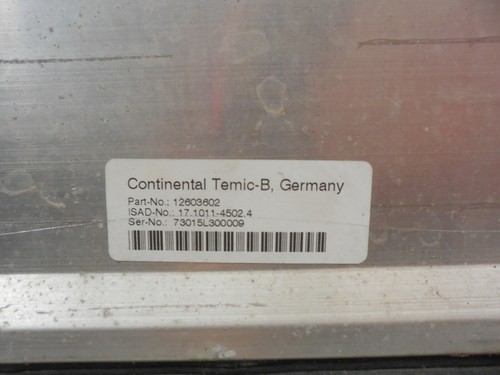 Continental Temic-B, Germany
Part-No.: 12603602
ISAD-No.: 17.1011-4502.4
Ser-No.: 73015L300009